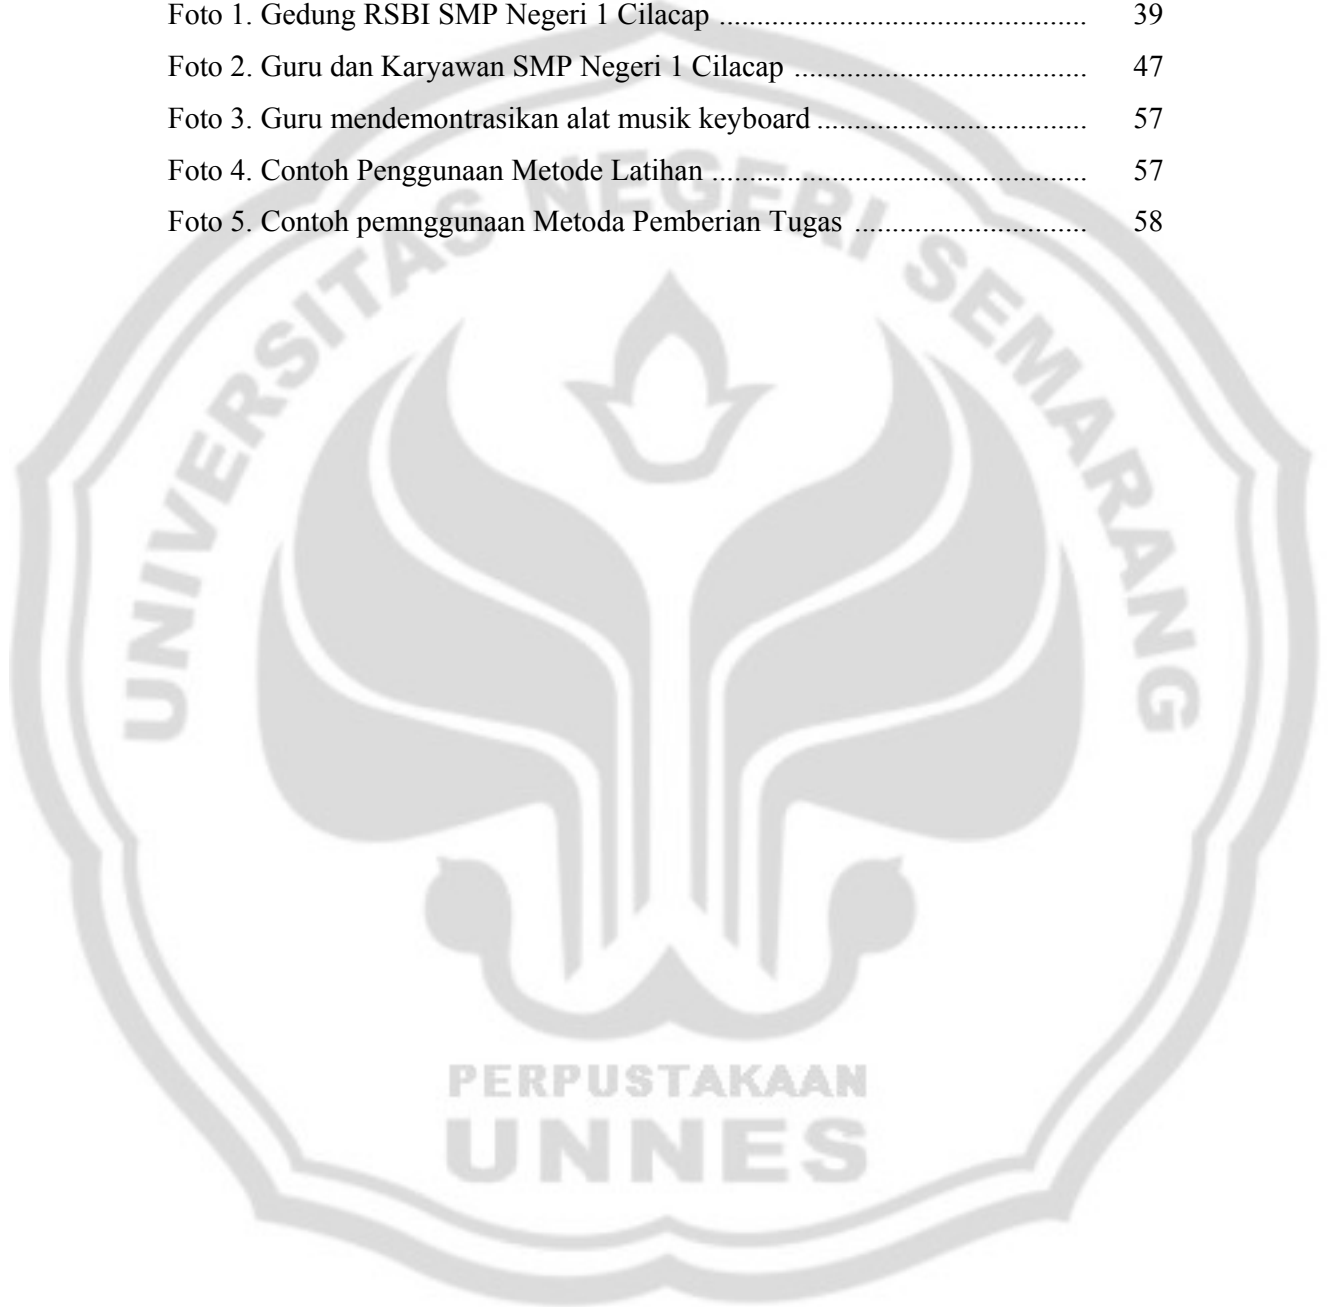 Foto 1. Gedung RSBI SMP Negeri 1 Cilacap ................................................ 39
Foto 2. Guru dan Karyawan SMP Negeri 1 Cilacap ...................................... 47
Foto 3. Guru mendemontrasikan alat musik keyboard ................................... 57
Foto 4. Contoh Penggunaan Metode Latihan ................................................. 57
Foto 5. Contoh pemnggunaan Metoda Pemberian Tugas .............................. 58
UNIVERSITAS NEGERI SEMARANG
PERPUSTAKAAN
UNNES